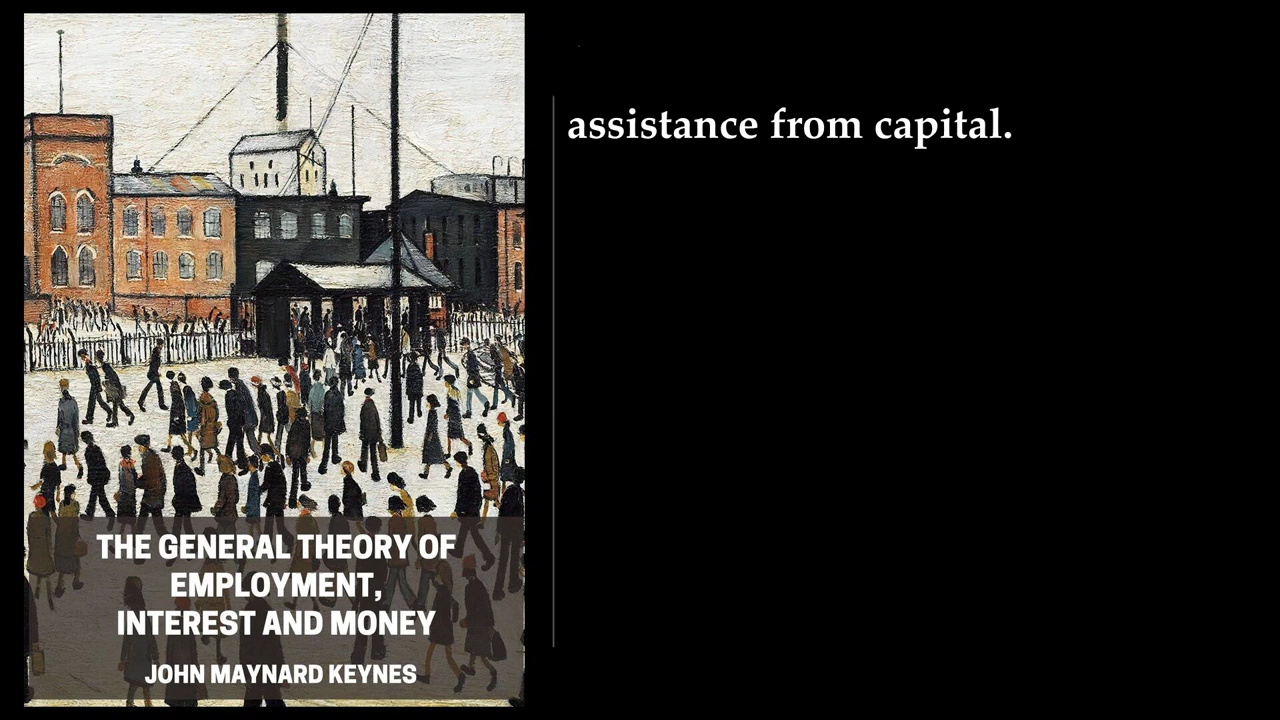 assistance from capital.
THE GENERAL THEORY OF
EMPLOYMENT,
INTEREST AND MONEY
JOHN MAYNARD KEYNES